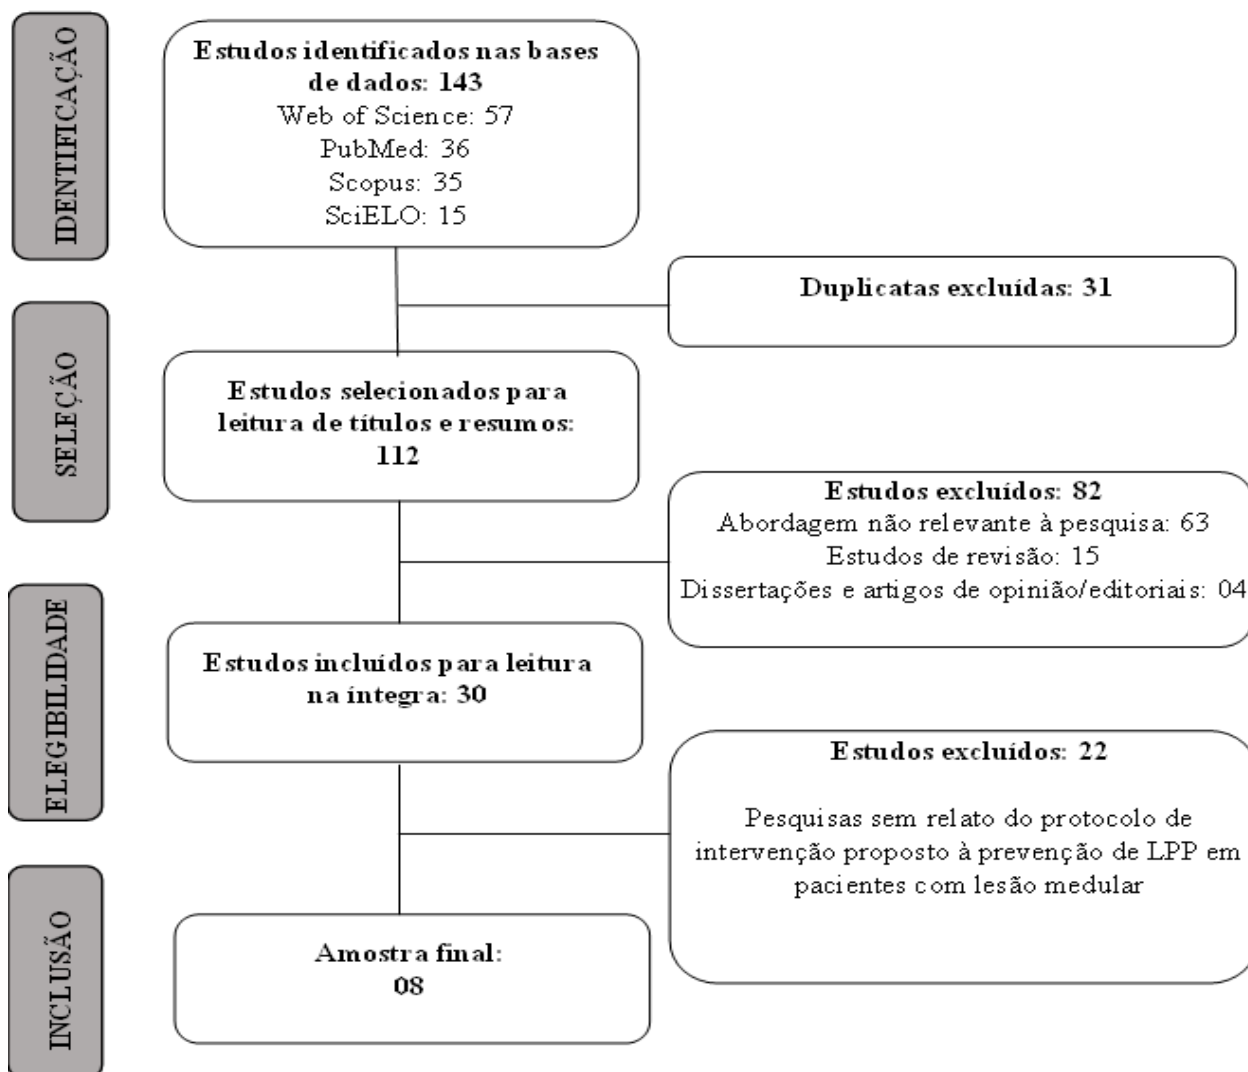 IDENTIFICAÇÃO
Estudos identificados nas bases
de dados: 143
Web of Science: 57
PubMed: 36
Scopus: 35
SciELO: 15
Duplicatas excluídas: 31
SELEÇÃO
Estudos selecionados para
leitura de títulos e resumos:
112
Estudos excluídos: 82
Abordagem não relevante à pesquisa: 63
Estudos de revisão: 15
Dissertações e artigos de opinião/editoriais: 04
ELEGIBILIDADE
Estudos incluídos para leitura
na íntegra: 30
Estudos excluídos: 22
Pesquisas sem relato do protocolo de
intervenção proposto à prevenção de LPP em
pacientes com lesão medular
INCLUSÃO
Amostra final:
08